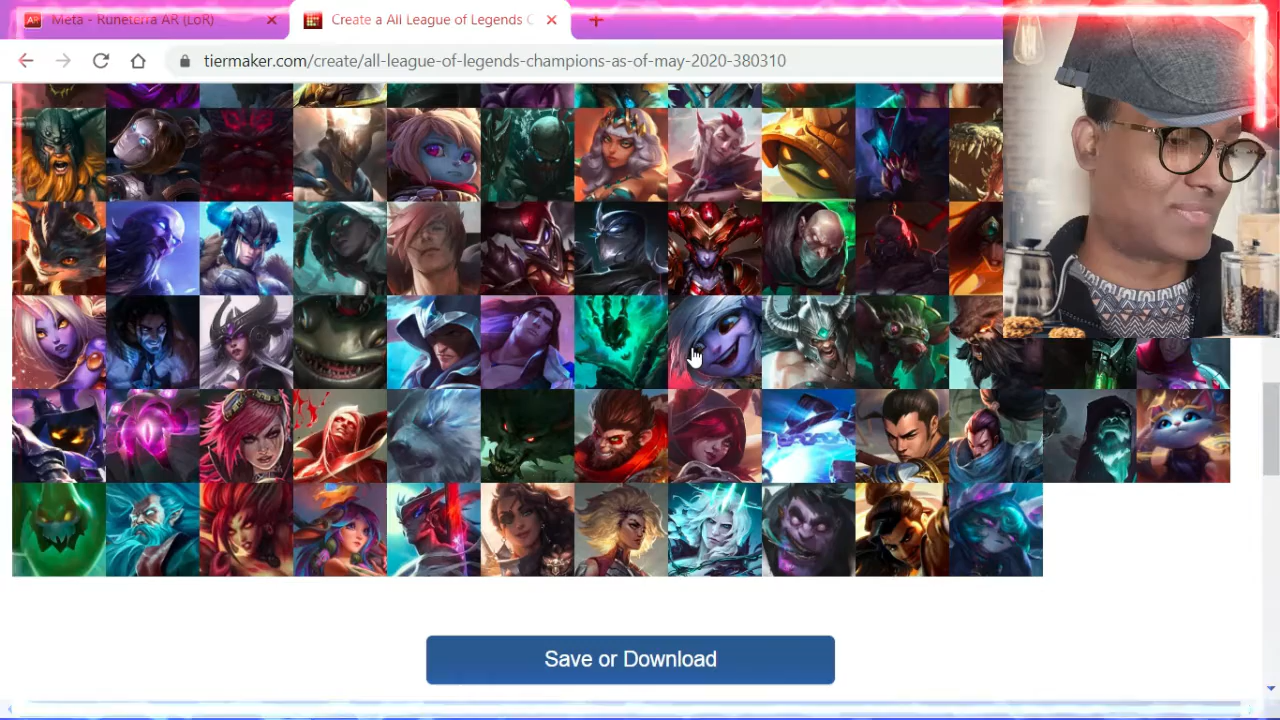 AR Meta - Runeterra AR (LoR)
Create a All League of Legends C
tiermaker.com/create/all-league-of-legends-champions-as-of-may-2020-380310
Save or Download